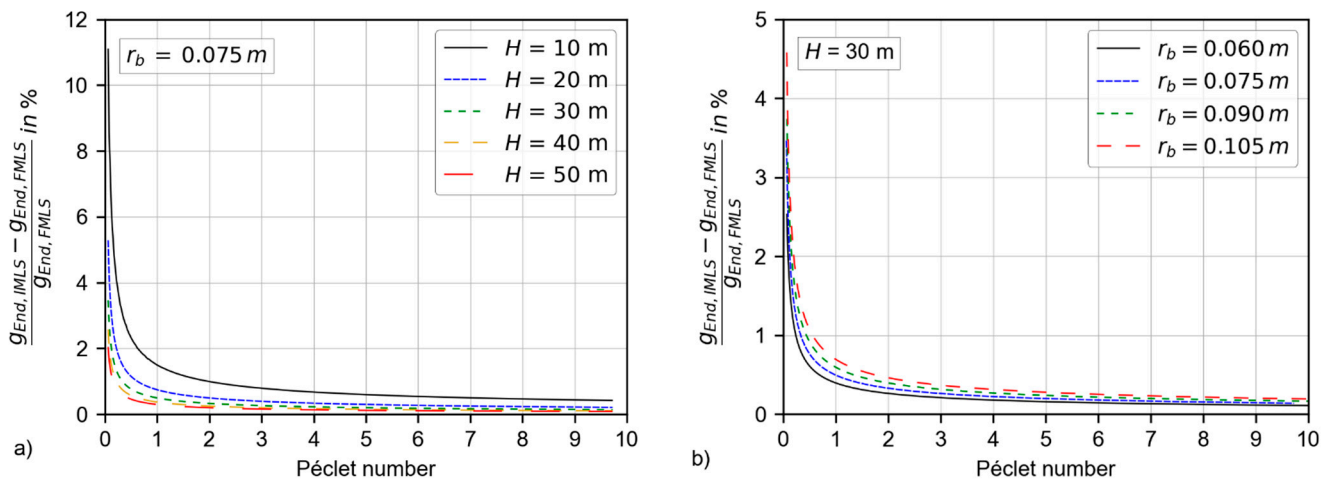 12
10
8
6
4
2
0
0 1 2 3 4 5 6 7 8 9 10
g_End, IMLS − g_End, FMLS
g_End, FMLS
in %
r_b = 0.075 m
H = 10 m
H = 20 m
H = 30 m
H = 40 m
H = 50 m
Péclet number
a)
5
4
3
2
1
0
0 1 2 3 4 5 6 7 8 9 10
g_End, IMLS − g_End, FMLS
g_End, FMLS
in %
H = 30 m
r_b = 0.060 m
r_b = 0.075 m
r_b = 0.090 m
r_b = 0.105 m
Péclet number
b)